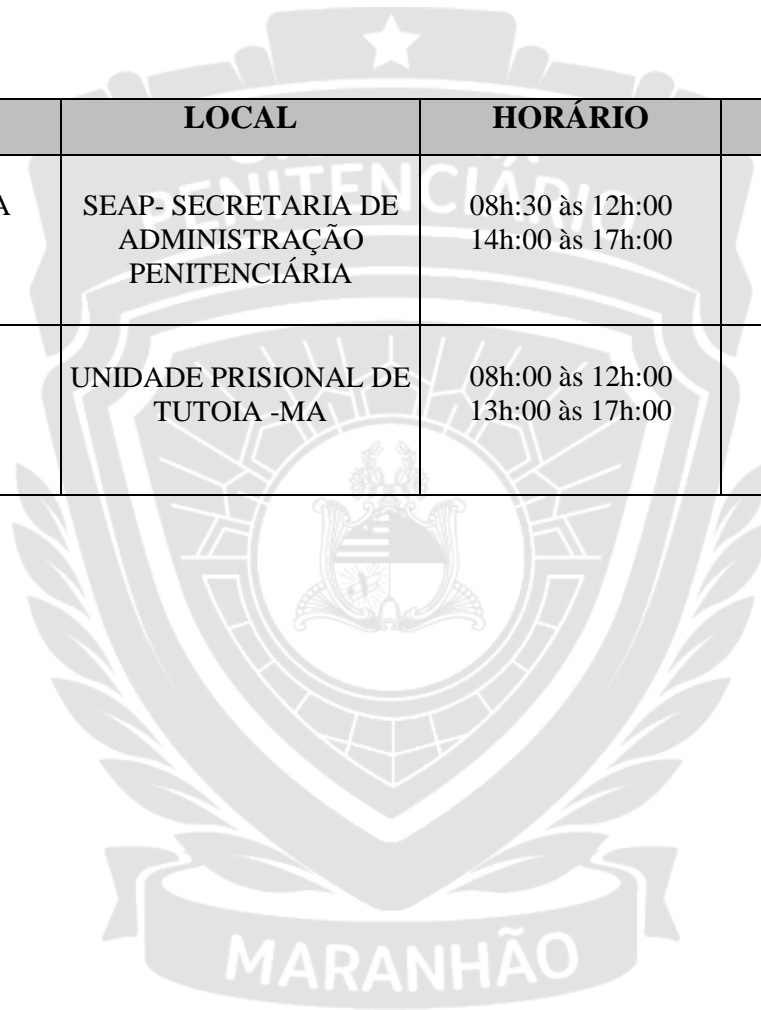 LOCAL HORÁRIO
A SEAP- SECRETARIA DE 08h:30 às 12h:00
ADMINISTRAÇÃO 14h:00 às 17h:00
PENITENCIÁRIA
UNIDADE PRISIONAL DE 08h:00 às 12h:00
TUTOIA -MA 13h:00 às 17h:00
MARANHÃO